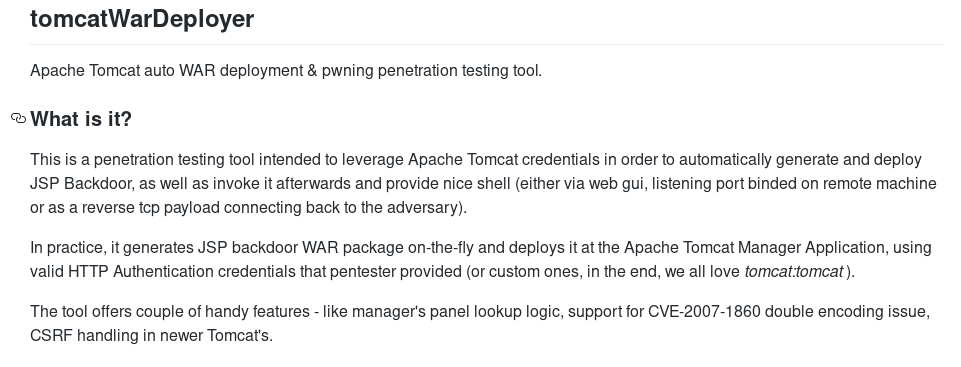 tomcatWarDeployer
Apache Tomcat auto WAR deployment & pwning penetration testing tool.
What is it?
This is a penetration testing tool intended to leverage Apache Tomcat credentials in order to automatically generate and deploy
JSP Backdoor, as well as invoke it afterwards and provide nice shell (either via web gui, listening port binded on remote machine
or as a reverse tcp payload connecting back to the adversary).
In practice, it generates JSP backdoor WAR package on-the-fly and deploys it at the Apache Tomcat Manager Application, using
valid HTTP Authentication credentials that pentester provided (or custom ones, in the end, we all love tomcat:tomcat ).
The tool offers couple of handy features - like manager's panel lookup logic, support for CVE-2007-1860 double encoding issue,
CSRF handling in newer Tomcat's.